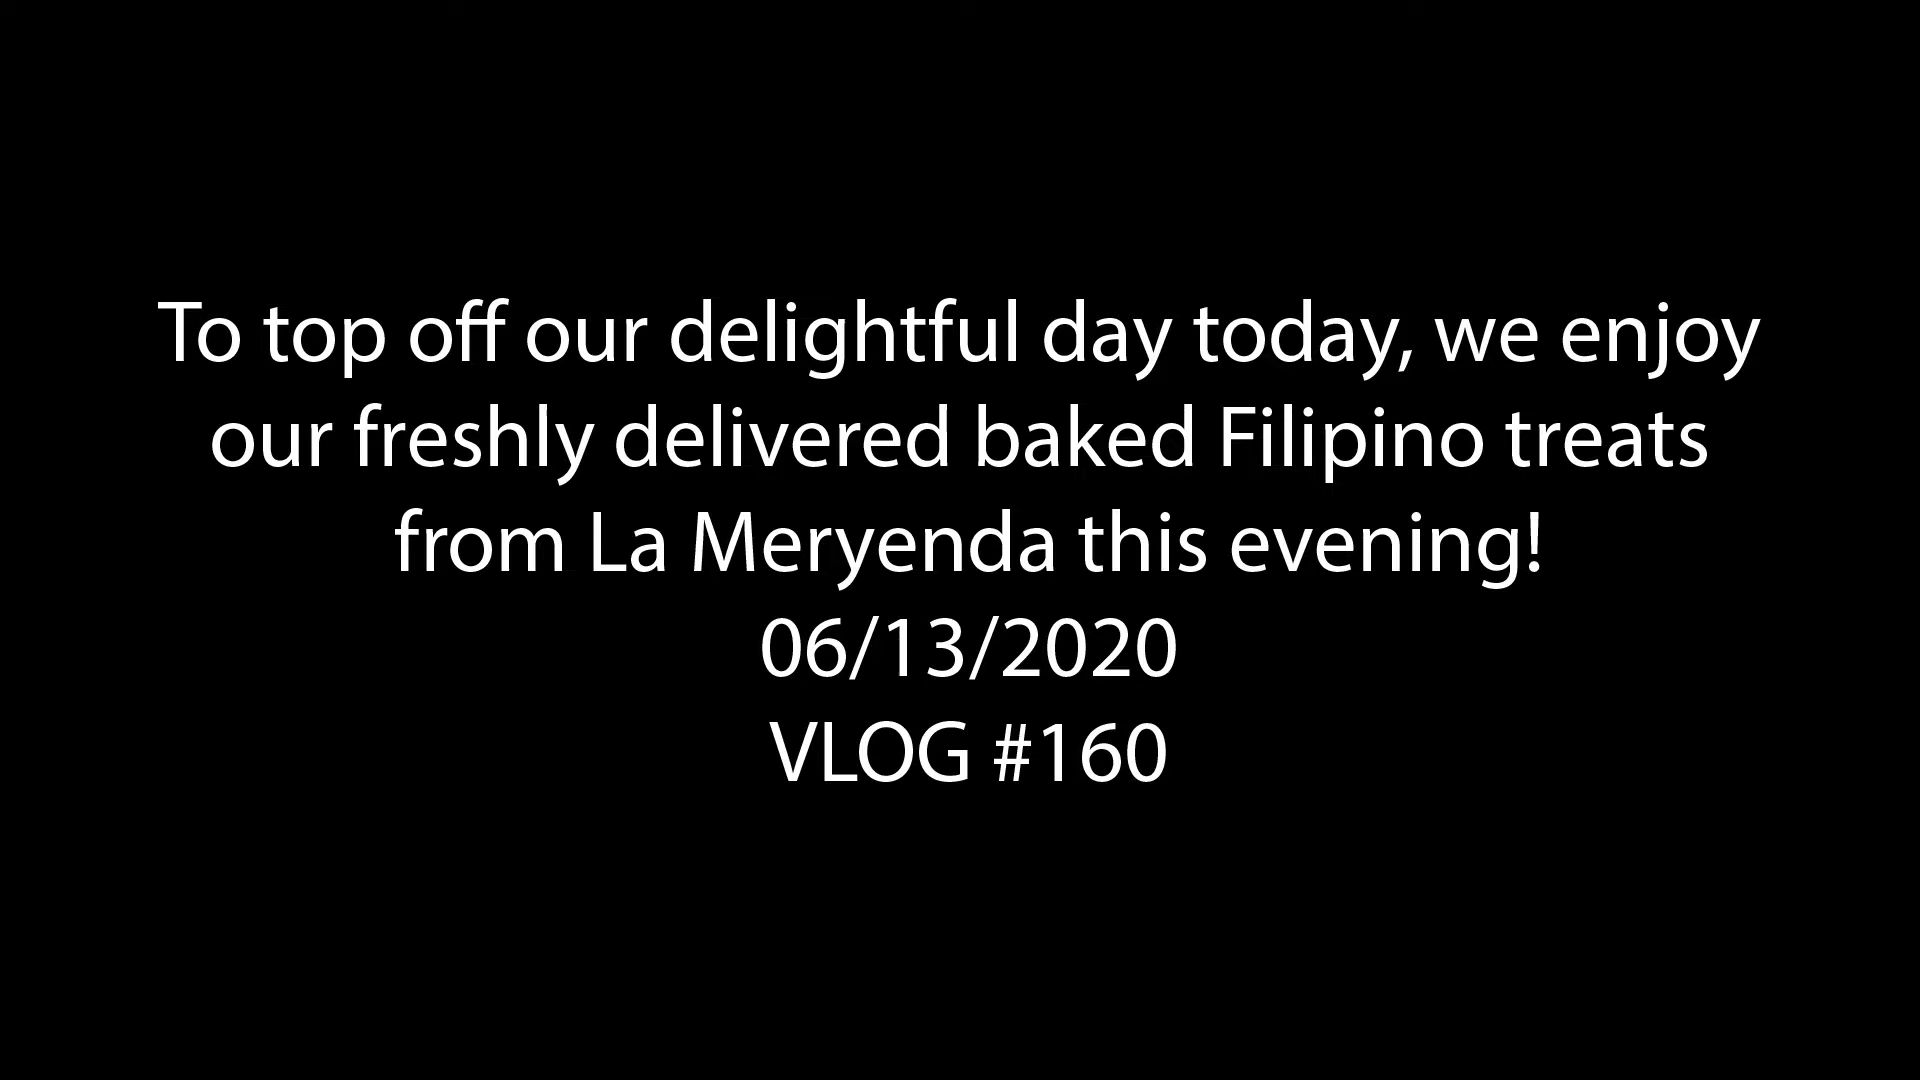 To top off our delightful day today, we enjoy
our freshly delivered baked Filipino treats
from La Meryenda this evening!
06/13/2020
VLOG #160